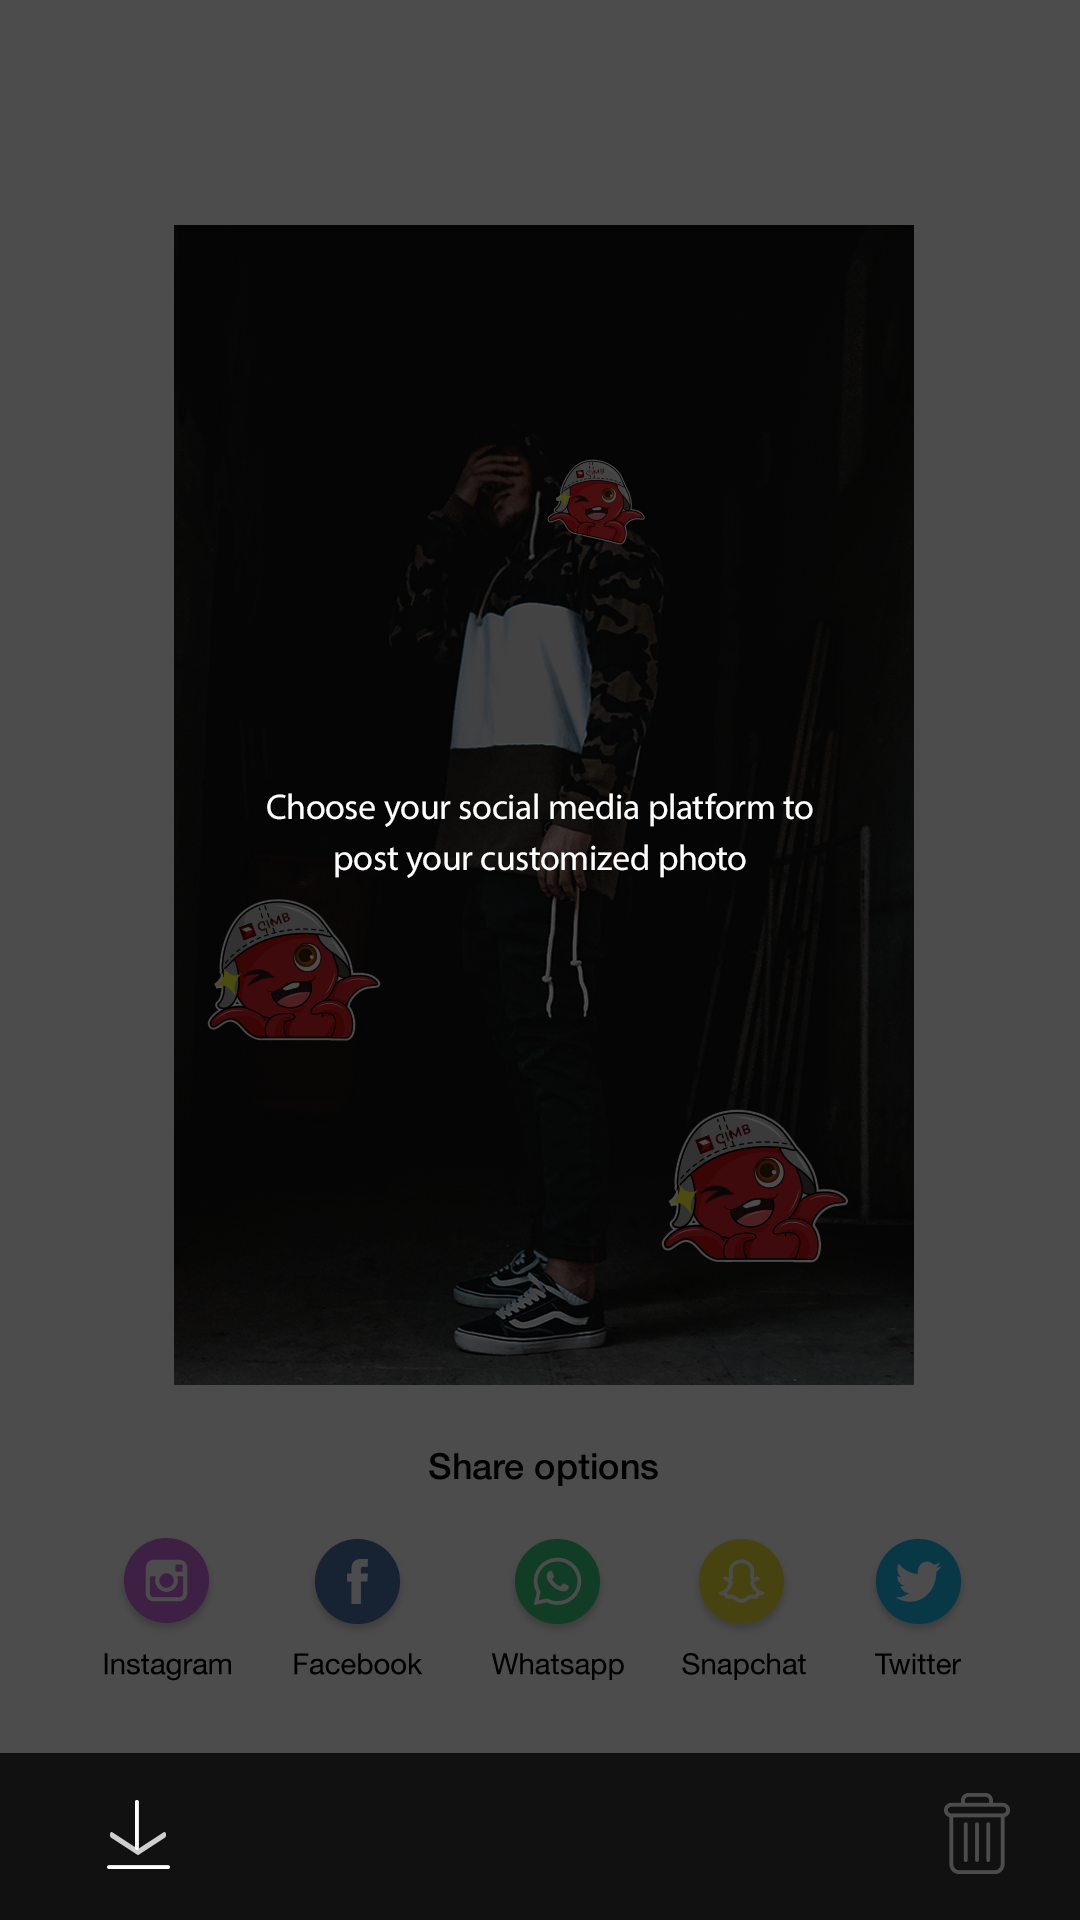 CIMB
Choose your social media platform to
post your customized photo
CIMB
CIMB
Share options
Instagram Facebook Whatsapp Snapchat Twitter